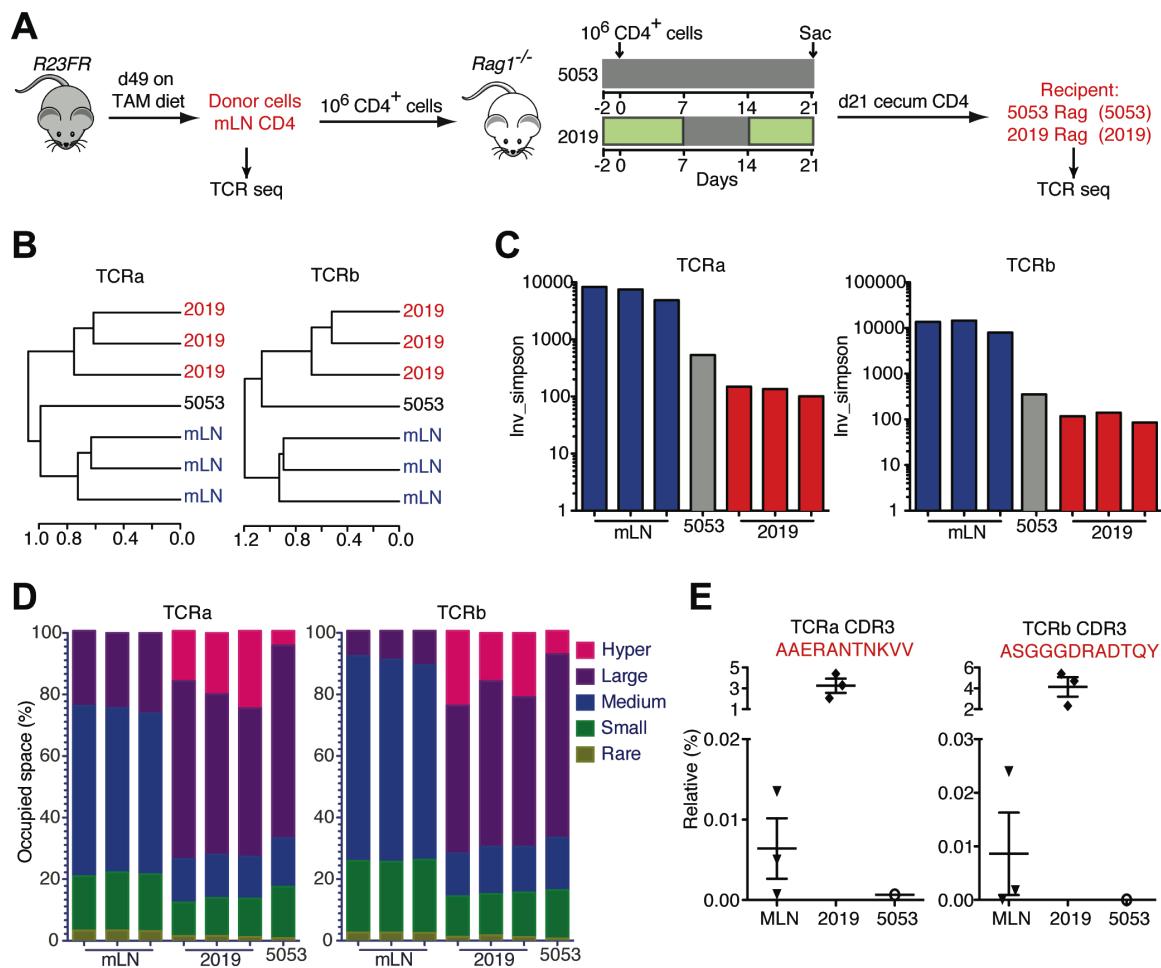 A
R23FR
d49 on
TAM diet
Donor cells
mLN CD4
TCR seq
10⁶ CD4⁺ cells
Rag1⁻/⁻
10⁶ CD4⁺ cells
Sac
5053
-2 0 7 14 21
2019
-2 0 7 14 21
Days
d21 cecum CD4
Recipent:
5053 Rag (5053)
2019 Rag (2019)
TCR seq
B
TCRa
2019
2019
2019
5053
mLN
mLN
mLN
1.0 0.8 0.4 0.0
TCRb
2019
2019
2019
5053
mLN
mLN
mLN
1.2 0.8 0.4 0.0
C
TCRa
Inv_simpson
10000
1000
100
10
1
mLN 5053 2019
TCRb
Inv_simpson
100000
10000
1000
100
10
1
mLN 5053 2019
D
TCRa
Occupied space (%)
100
80
60
40
20
0
mLN 2019 5053
TCRb
100
80
60
40
20
0
mLN 2019 5053
Hyper
Large
Medium
Small
Rare
E
TCRa CDR3
AAERANTNKVV
Relative (%)
5
3
1
0.02
0.01
0.00
MLN 2019 5053
TCRb CDR3
ASGGGDRADTQY
6
4
2
0.03
0.02
0.01
0.00
MLN 2019 5053